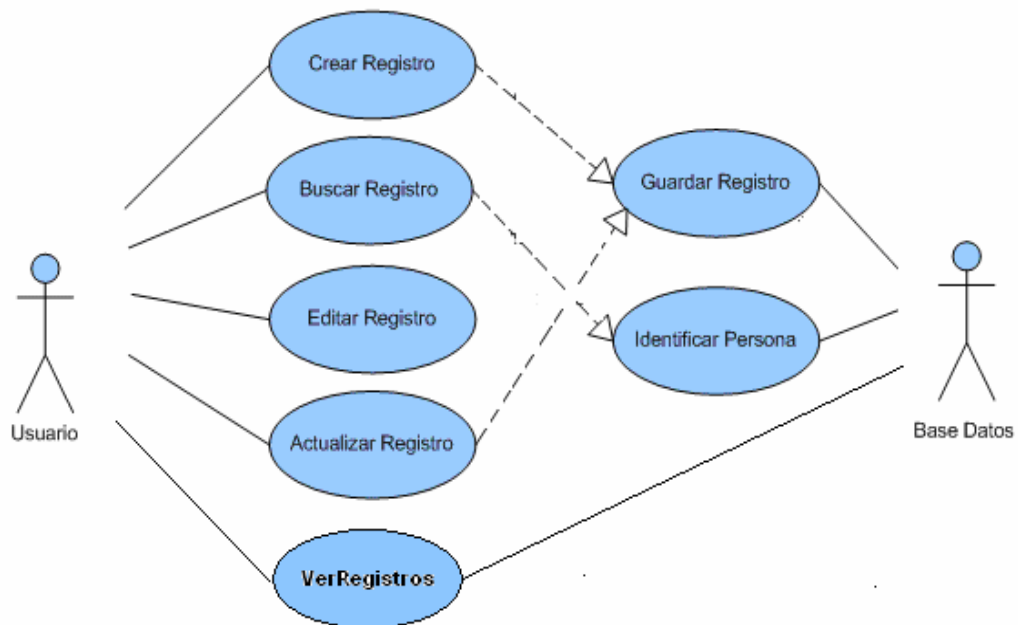 Crear Registro
Buscar Registro
Guardar Registro
Editar Registro
Identificar Persona
Usuario
Actualizar Registro
Base Datos
VerRegistros